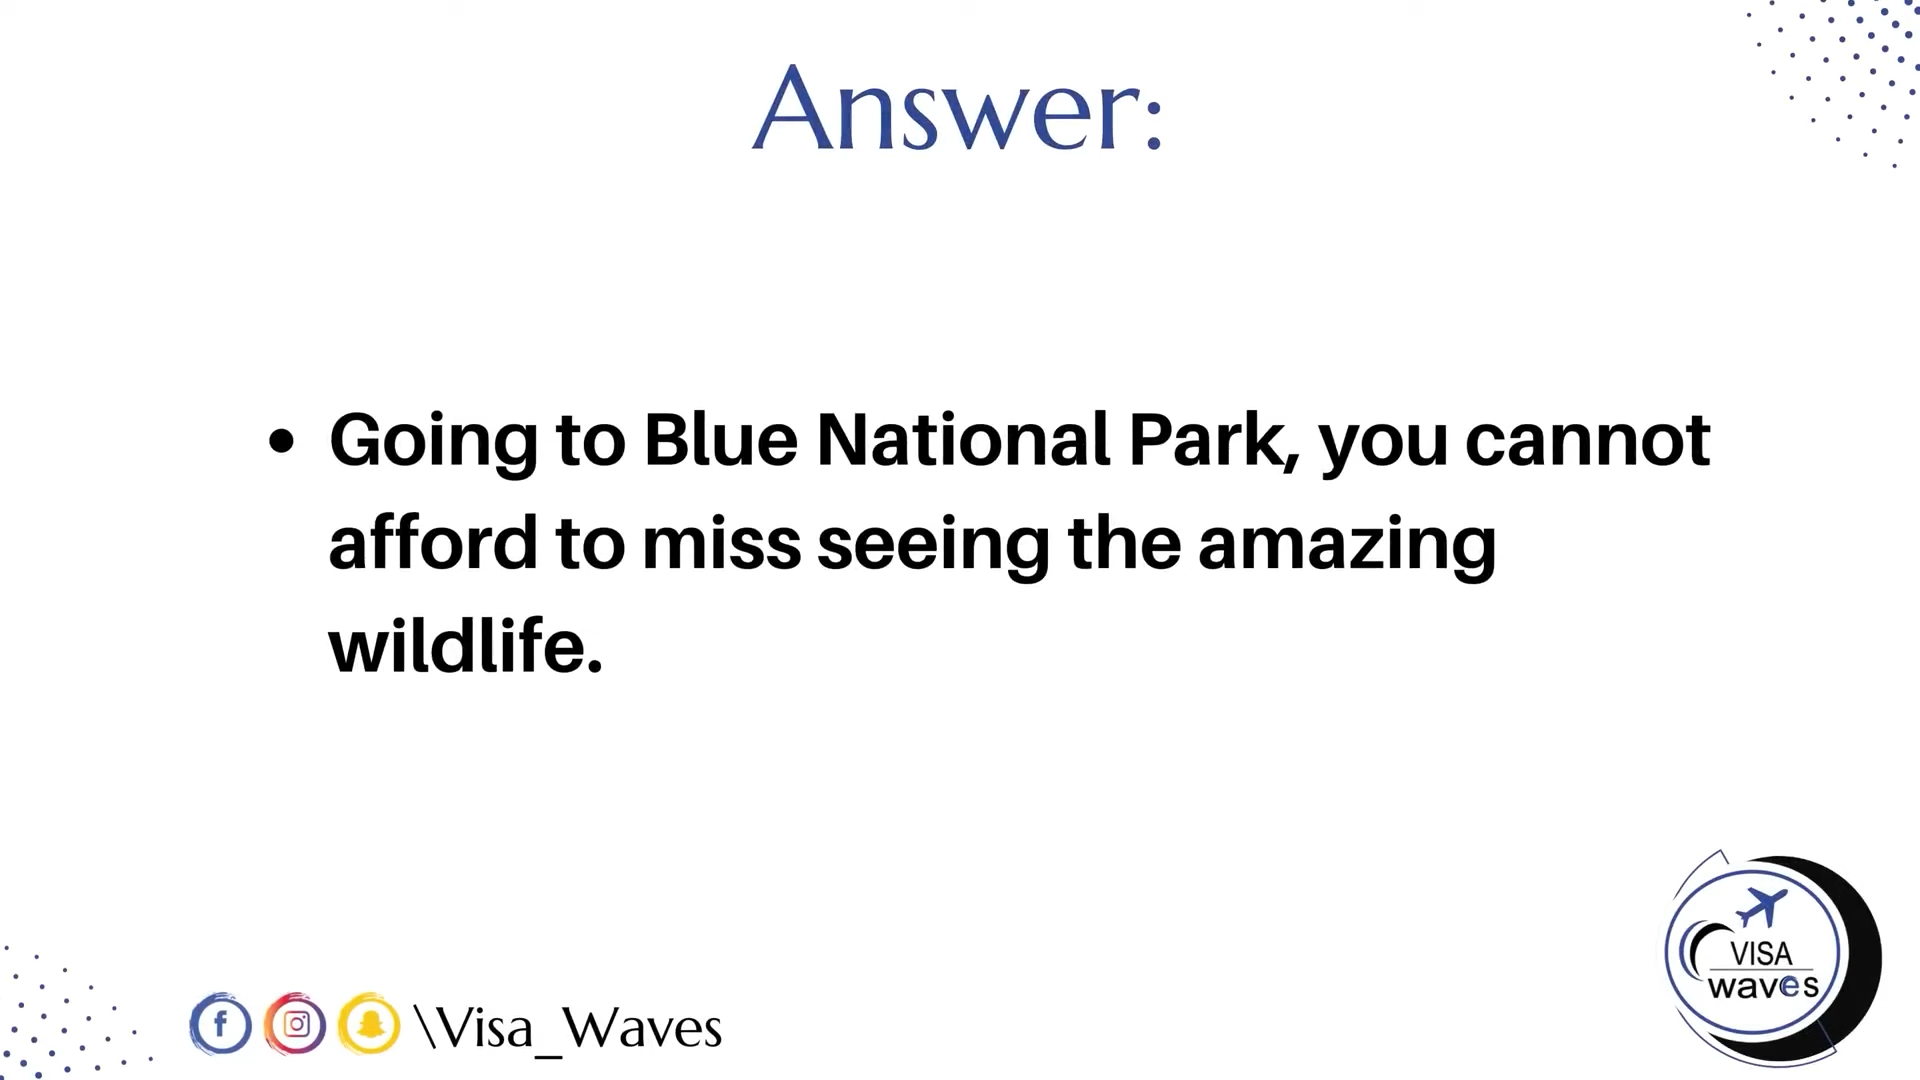 Answer:
• Going to Blue National Park, you cannot
afford to miss seeing the amazing
wildlife.
VISA
waves
\Visa_Waves